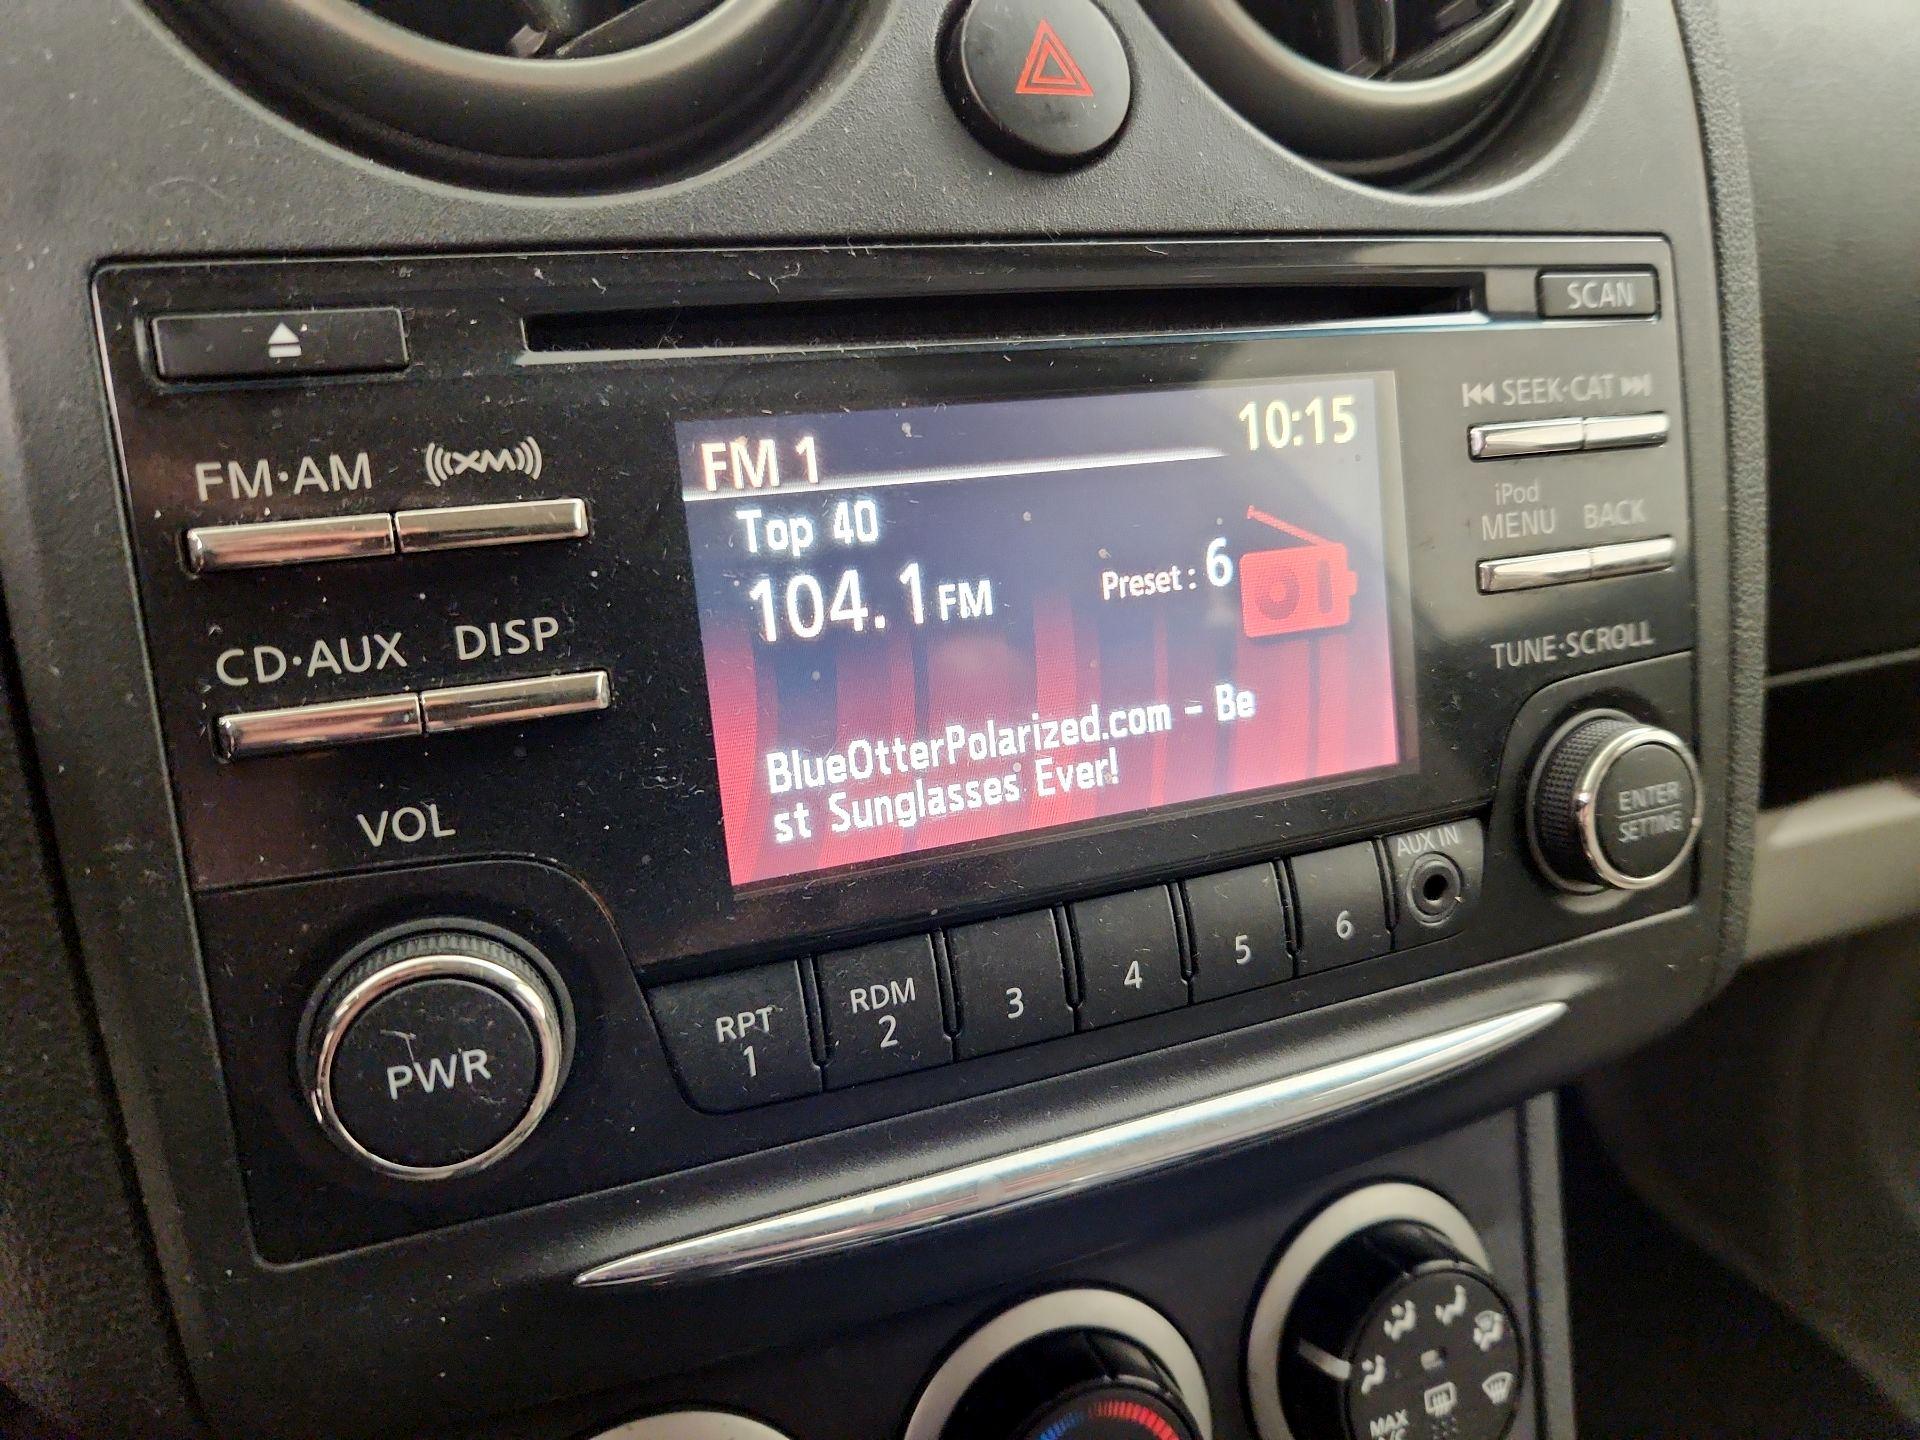 SCAN
SEEK·CAT
FM·AM
((XM))
FM 1
10:15
Top 40
iPod
MENU
BACK
104.1 FM
Preset: 6
CD·AUX
DISP
TUNE·SCROLL
BlueOtterPolarized.com - Be
st Sunglasses Ever!
VOL
ENTER
SETTING
AUX IN
PWR
RPT
1
RDM
2
3
4
5
6
MAX
A/C